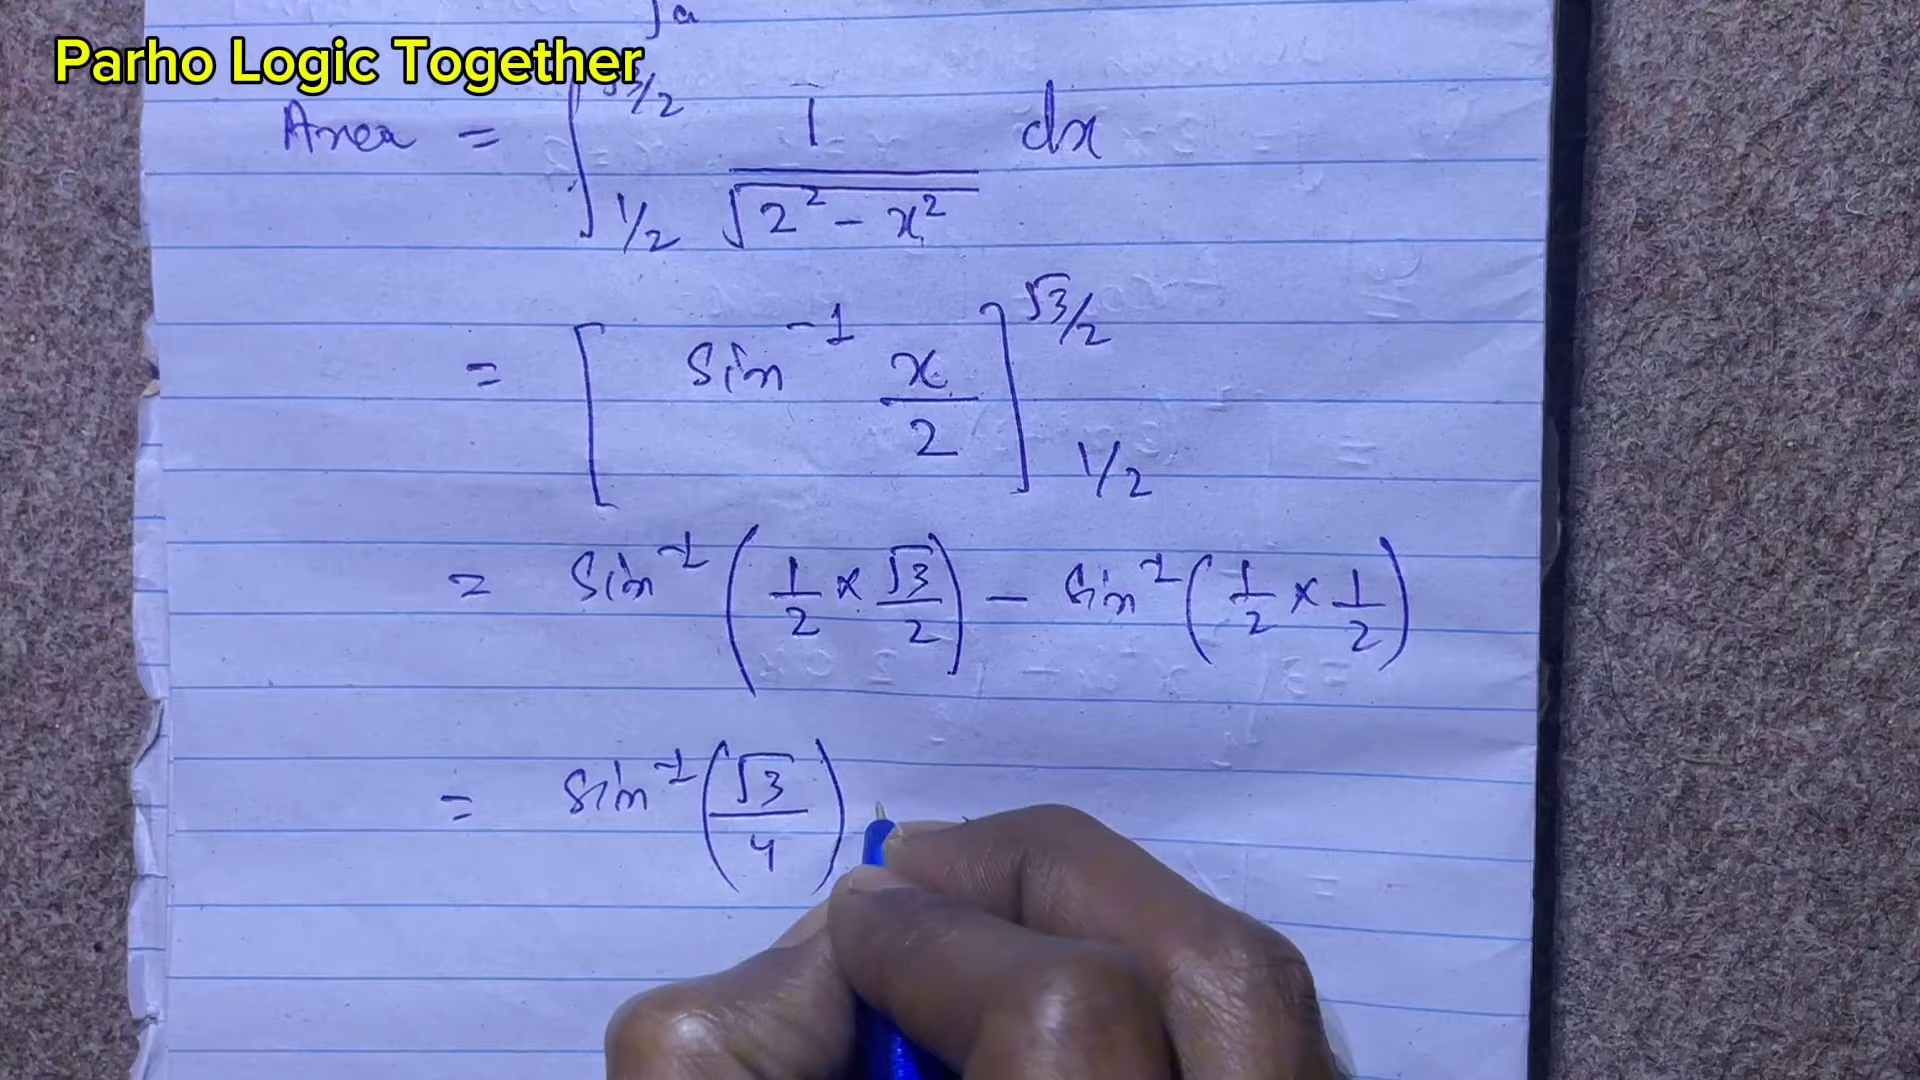 ∫a
Parho Logic Together
Area = ∫_{1/2}^{√3/2} 1/√(2² − x²) dx
= [ Sin⁻¹ x/2 ]_{1/2}^{√3/2}
= Sin⁻¹ (1/2 × √3/2) − Sin⁻¹ (1/2 × 1/2)
= Sin⁻¹ (√3/4)